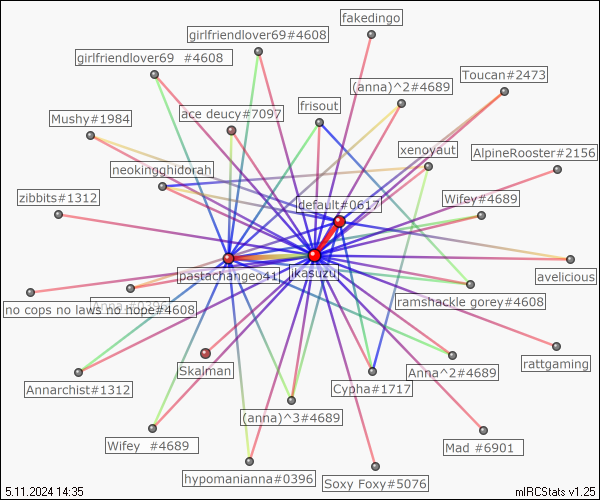 fakedingo
girlfriendlover69#4608
girlfriendlover69  #4608
Toucan#2473
(anna)^2#4689
ace deucy#7097
frisout
Mushy#1984
xenoyaut
AlpineRooster#2156
neokingghidorah
zibbits#1312
default#0617
Wifey#4689
pastachangeo41
ikasuzu
avelicious
Anna #0396
no cops no laws no hope#4608
ramshackle gorey#4608
rattgaming
Skalman
Anna^2#4689
Annarchist#1312
Cypha#1717
(anna)^3#4689
Wifey  #4689
Mad #6901
hypomanianna#0396
Soxy Foxy#5076
5.11.2024 14:35
mIRCStats v1.25